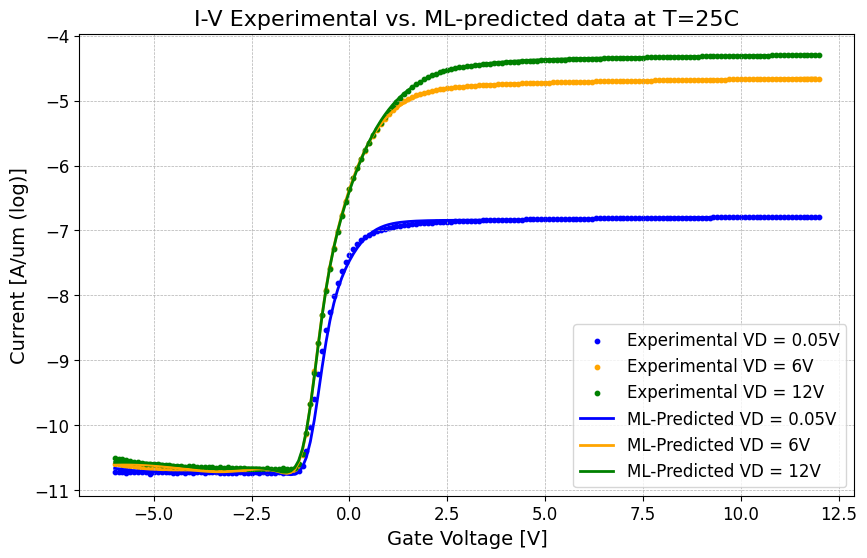 I-V Experimental vs. ML-predicted data at T=25C
−4
−5
−6
−7
−8
−9
−10
−11
Current [A/um (log)]
Experimental VD = 0.05V
Experimental VD = 6V
Experimental VD = 12V
ML-Predicted VD = 0.05V
ML-Predicted VD = 6V
ML-Predicted VD = 12V
−5.0 −2.5 0.0 2.5 5.0 7.5 10.0 12.5
Gate Voltage [V]